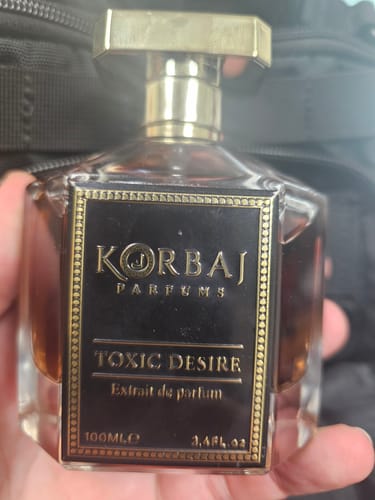 KORBAJ
PARFUMS
TOXIC DESIRE
Extrait de parfum
100ML℮ 3,4FL.oz